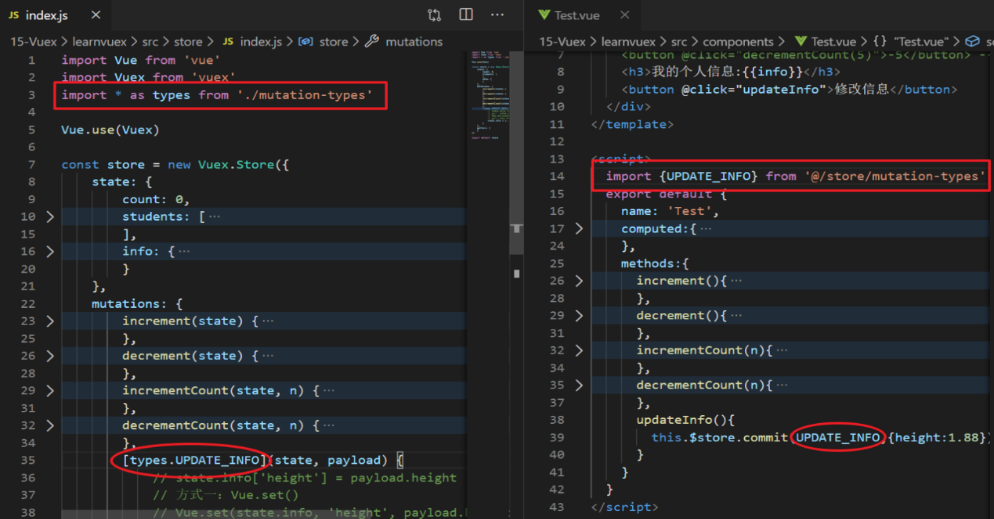 JS index.js ×
15-Vuex > learnvuex > src > store > JS index.js > store > mutations
1 import Vue from 'vue'
2 import Vuex from 'vuex'
3 import * as types from './mutation-types'
4
5 Vue.use(Vuex)
6
7 const store = new Vuex.Store({
8 state: {
9 count: 0,
10 students: [ ···
15 ],
16 info: { ···
20 }
21 },
22 mutations: {
23 increment(state) { ···
25 },
26 decrement(state) { ···
28 },
29 incrementCount(state, n) { ···
31 },
32 decrementCount(state, n) { ···
34 },
35 [types.UPDATE_INFO](state, payload) {
36 // state.info['height'] = payload.height
37 // 方式一：Vue.set()
38 // Vue.set(state.info, 'height', payload.
Test.vue ×
15-Vuex > learnvuex > src > components > Test.vue > {} "Test.vue" >
7 <button @click="decrementCount(5)">-5</button>
8 <h3>我的个人信息:{{info}}</h3>
9 <button @click="updateInfo">修改信息</button>
10 </div>
11 </template>
12
13 <script>
14 import {UPDATE_INFO} from '@/store/mutation-types'
15 export default {
16 name: 'Test',
17 computed:{ ···
24 },
25 methods:{
26 increment(){ ···
28 },
29 decrement(){ ···
31 },
32 incrementCount(n){ ···
34 },
35 decrementCount(n){ ···
37 },
38 updateInfo(){
39 this.$store.commit(UPDATE_INFO,{height:1.88})
40 }
41 }
42 }
43 </script>